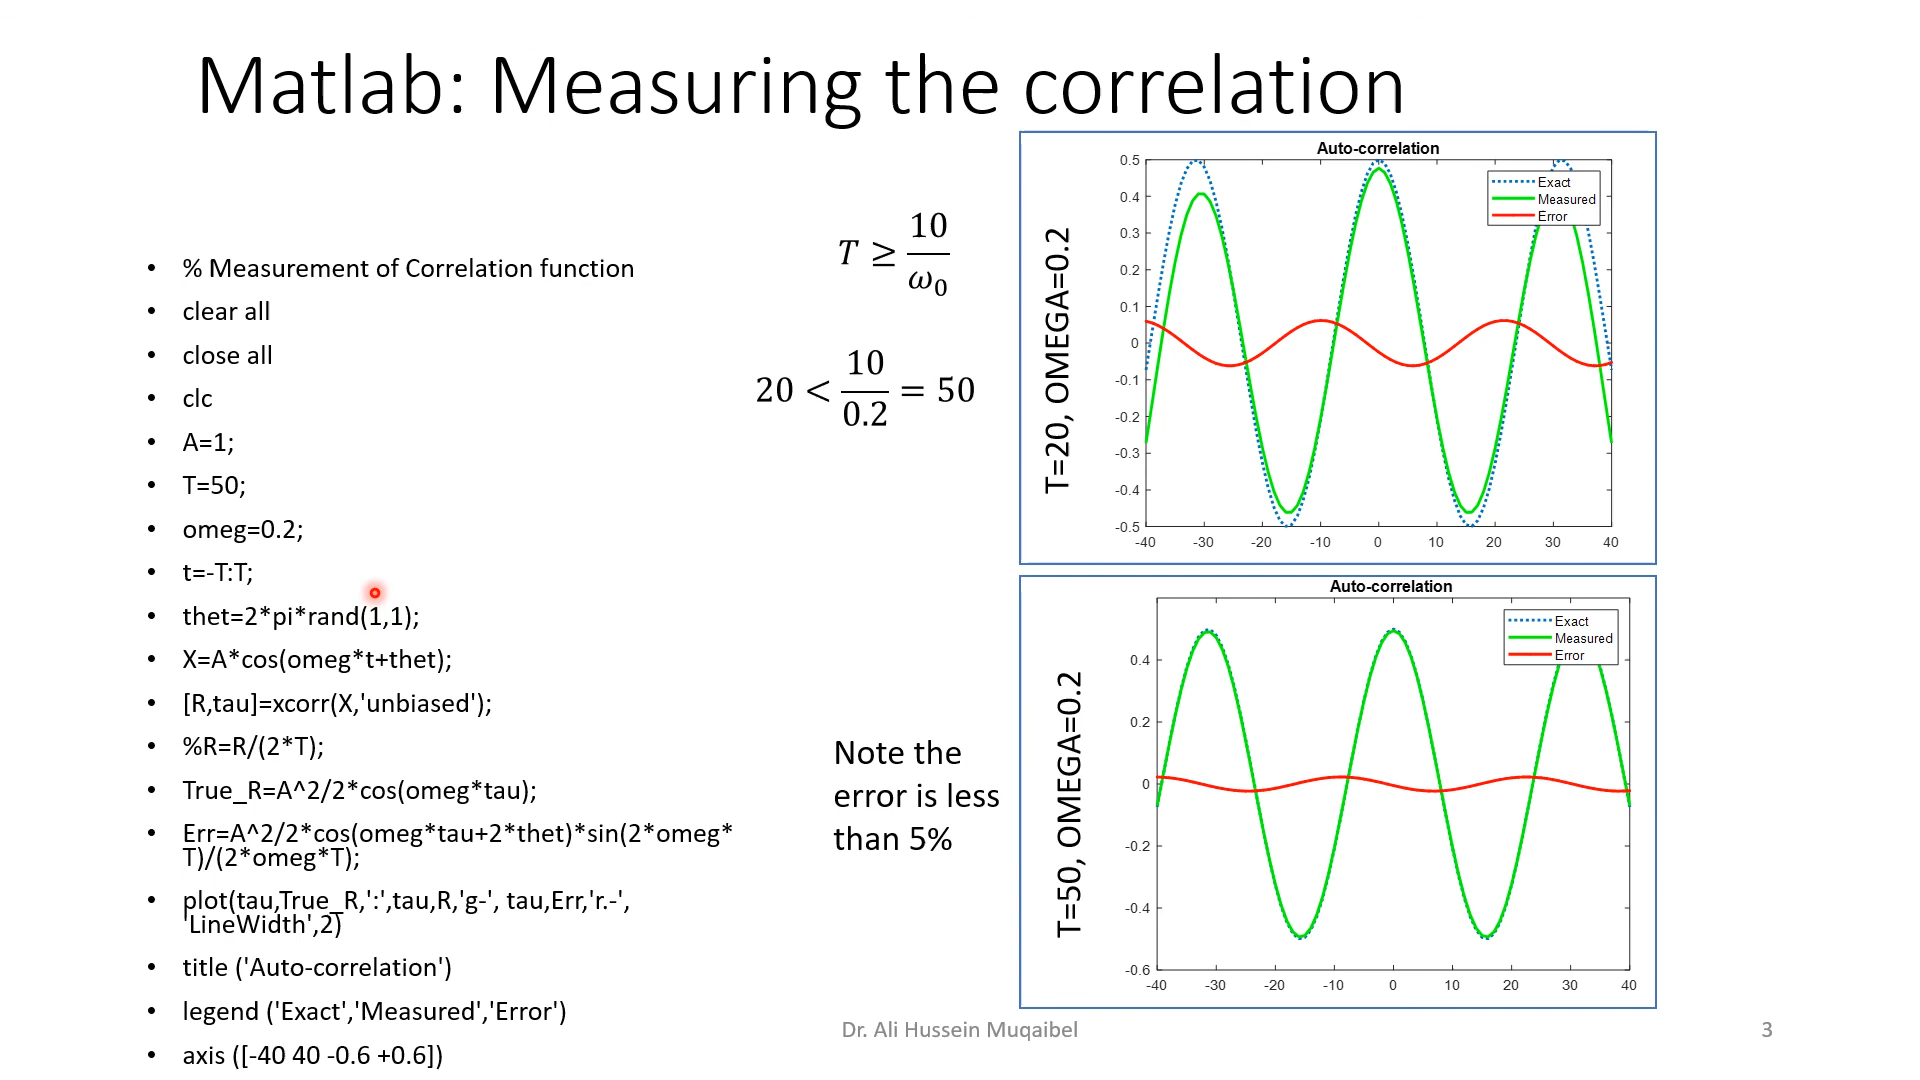 Matlab: Measuring the correlation
• % Measurement of Correlation function
• clear all
• close all
• clc
• A=1;
• T=50;
• omeg=0.2;
• t=-T:T;
• thet=2*pi*rand(1,1);
• X=A*cos(omeg*t+thet);
• [R,tau]=xcorr(X,'unbiased');
• %R=R/(2*T);
• True_R=A^2/2*cos(omeg*tau);
• Err=A^2/2*cos(omeg*tau+2*thet)*sin(2*omeg*
T)/(2*omeg*T);
• plot(tau,True_R,':',tau,R,'g-', tau,Err,'r.-',
'LineWidth',2)
• title ('Auto-correlation')
• legend ('Exact','Measured','Error')
• axis ([-40 40 -0.6 +0.6])
T ≥ 10/ω₀
20 < 10/0.2 = 50
Note the
error is less
than 5%
T=20, OMEGA=0.2
Auto-correlation
0.5
0.4
0.3
0.2
0.1
0
-0.1
-0.2
-0.3
-0.4
-0.5
-40 -30 -20 -10 0 10 20 30 40
Exact
Measured
Error
T=50, OMEGA=0.2
Auto-correlation
0.4
0.2
0
-0.2
-0.4
-0.6
-40 -30 -20 -10 0 10 20 30 40
Exact
Measured
Error
Dr. Ali Hussein Muqaibel
3